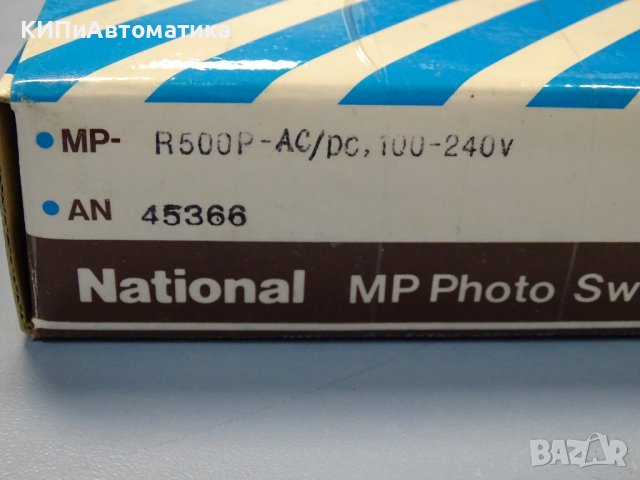 КИПиАвтоматика
• MP- R500P-AC/DC, 100-240V
• AN 45366
National MP Photo Sw
BAZAR